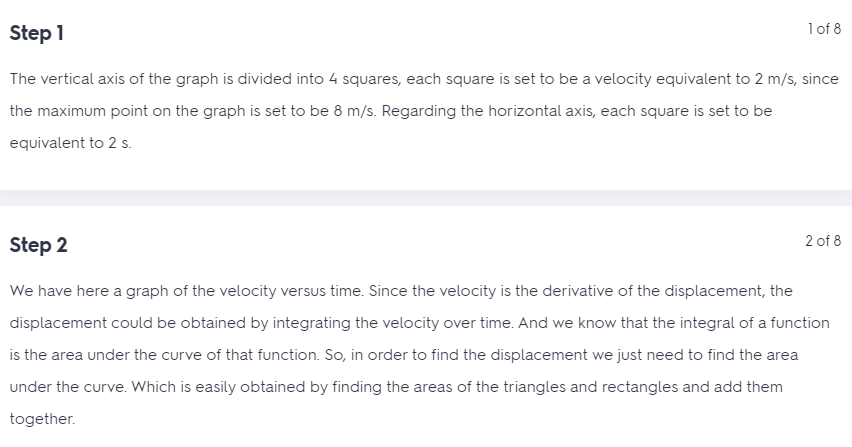 Step 1
1 of 8
The vertical axis of the graph is divided into 4 squares, each square is set to be a velocity equivalent to 2 m/s, since
the maximum point on the graph is set to be 8 m/s. Regarding the horizontal axis, each square is set to be
equivalent to 2 s.
Step 2
2 of 8
We have here a graph of the velocity versus time. Since the velocity is the derivative of the displacement, the
displacement could be obtained by integrating the velocity over time. And we know that the integral of a function
is the area under the curve of that function. So, in order to find the displacement we just need to find the area
under the curve. Which is easily obtained by finding the areas of the triangles and rectangles and add them
together.